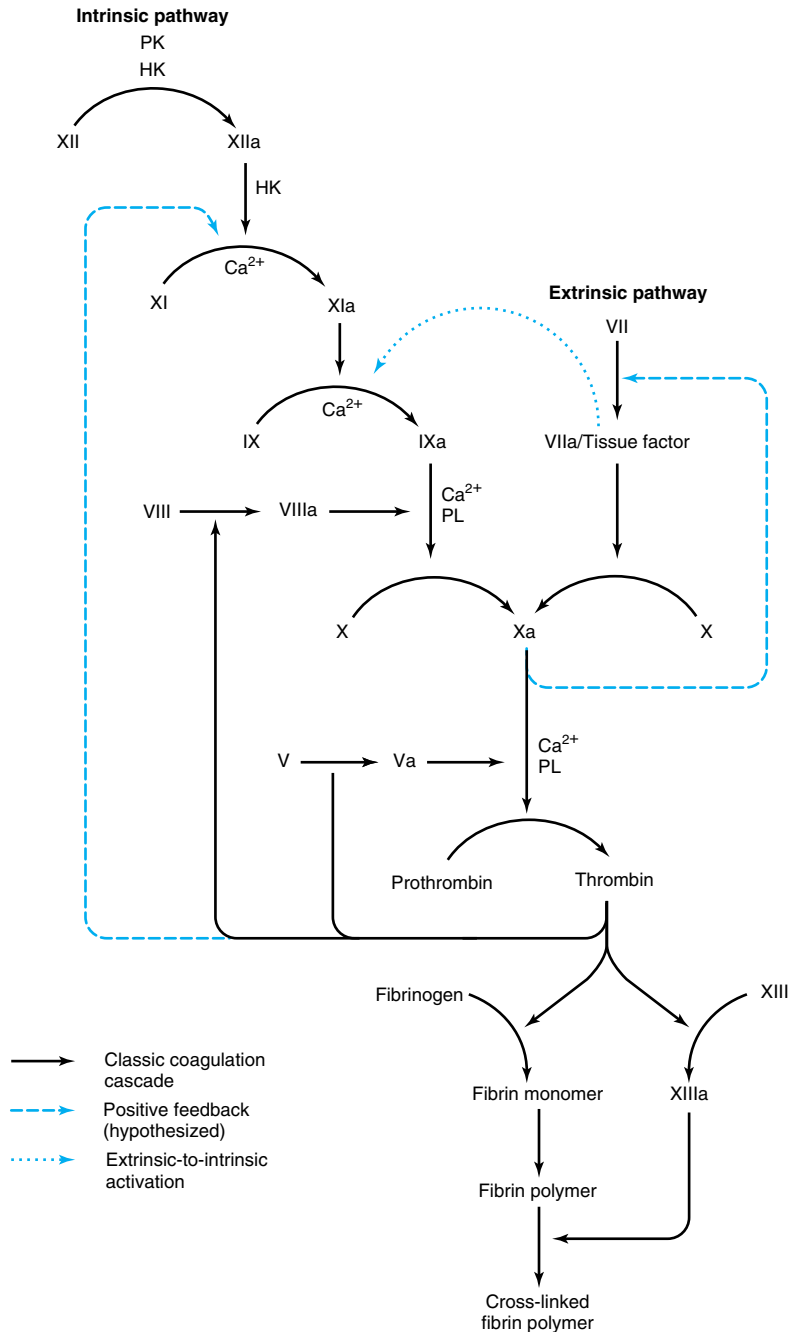 Intrinsic pathway
PK
HK
XII
XIIa
HK
Ca²⁺
XI
XIa
Extrinsic pathway
VII
Ca²⁺
IX
IXa
VIIa/Tissue factor
Ca²⁺
PL
VIII
VIIIa
X
Xa
X
V
Va
Ca²⁺
PL
Prothrombin
Thrombin
Fibrinogen
XIII
Fibrin monomer
XIIIa
Fibrin polymer
Cross-linked
fibrin polymer
Classic coagulation
cascade
Positive feedback
(hypothesized)
Extrinsic-to-intrinsic
activation